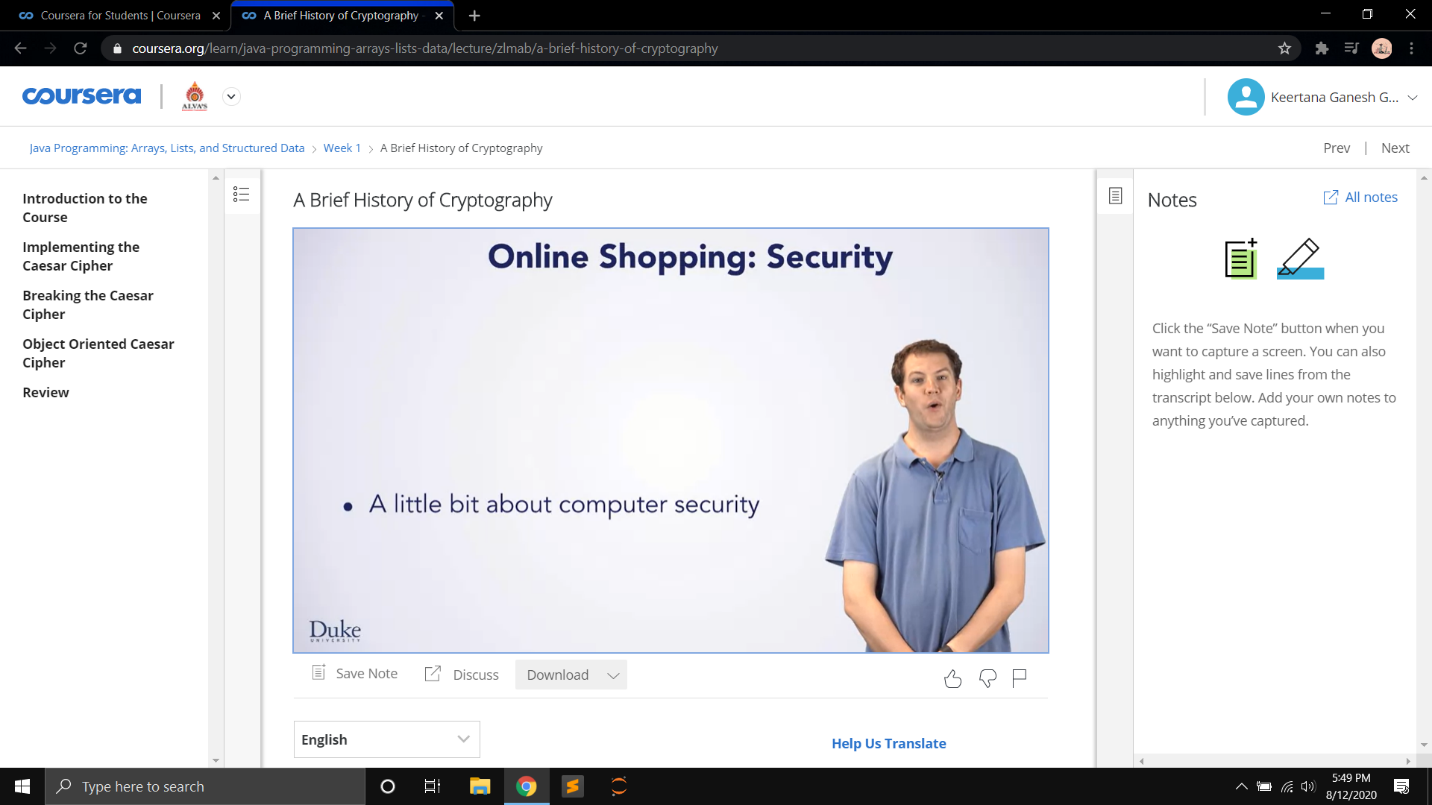 Coursera for Students | Coursera
A Brief History of Cryptography -
coursera.org/learn/java-programming-arrays-lists-data/lecture/zlmab/a-brief-history-of-cryptography
coursera
ALVA'S
Keertana Ganesh G...
Java Programming: Arrays, Lists, and Structured Data > Week 1 > A Brief History of Cryptography
Prev | Next
Introduction to the
Course
Implementing the
Caesar Cipher
Breaking the Caesar
Cipher
Object Oriented Caesar
Cipher
Review
A Brief History of Cryptography
Online Shopping: Security
• A little bit about computer security
Duke
UNIVERSITY
Save Note
Discuss
Download
English
Help Us Translate
Notes
All notes
Click the “Save Note” button when you
want to capture a screen. You can also
highlight and save lines from the
transcript below. Add your own notes to
anything you’ve captured.
Type here to search
5:49 PM
8/12/2020